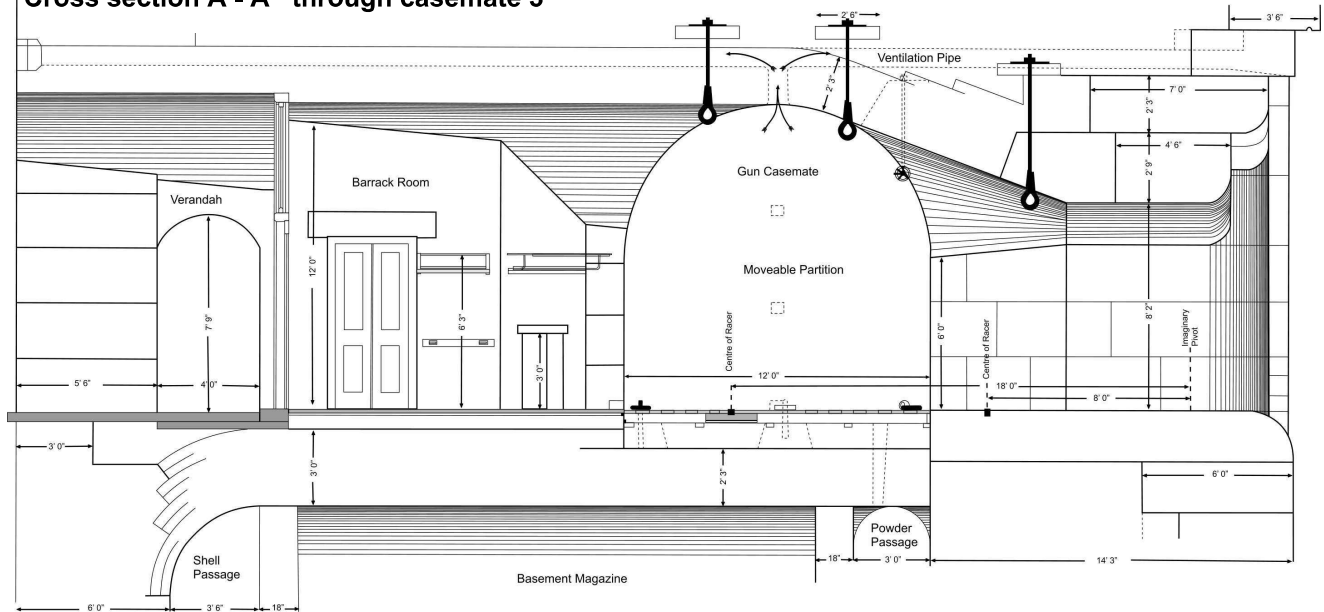 Cross section A - A" through casemate 5
2' 6"
3' 6"
Ventilation Pipe
2' 3"
7' 0"
2' 3"
4' 6"
2' 9"
Barrack Room
Gun Casemate
Verandah
12' 0"
7' 9"
6' 3"
3' 0"
Moveable Partition
Centre of Racer
6' 0"
8' 2"
Centre of Racer
Imaginary
Pivot
5' 6"
4' 0"
12' 0"
18' 0"
8' 0"
3' 0"
3' 0"
2' 3"
6' 0"
Powder
Passage
Shell
Passage
Basement Magazine
18"
3' 0"
14' 3"
6' 0"
3' 6"
18"